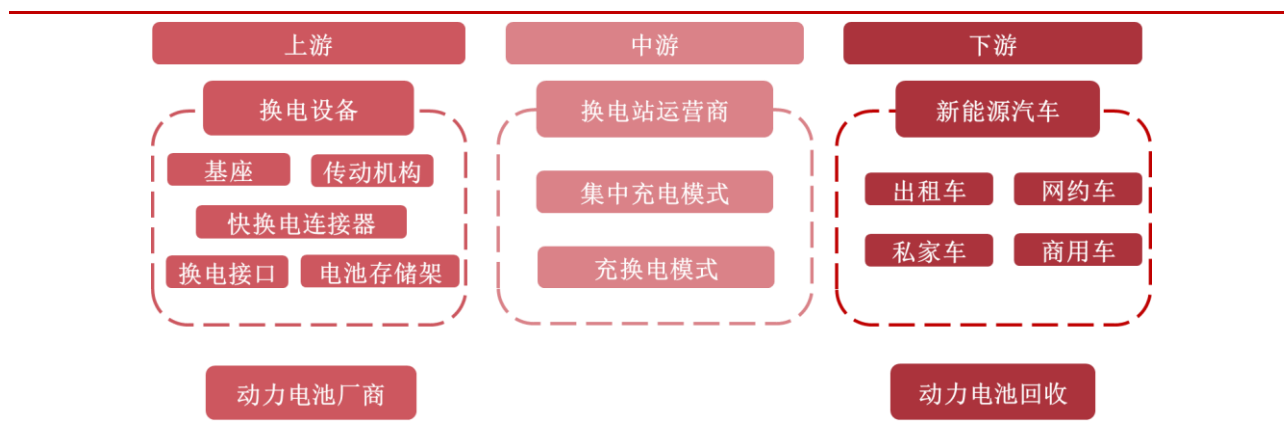 上游
中游
下游
换电设备
换电站运营商
新能源汽车
基座
传动机构
快换电连接器
换电接口
电池存储架
集中充电模式
充换电模式
出租车
网约车
私家车
商用车
动力电池厂商
动力电池回收